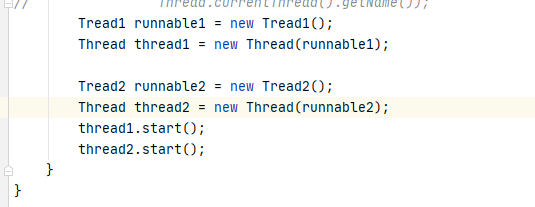 //                Thread.currentThread().getName());
        Tread1 runnable1 = new Tread1();
        Thread thread1 = new Thread(runnable1);

        Tread2 runnable2 = new Tread2();
        Thread thread2 = new Thread(runnable2);
        thread1.start();
        thread2.start();
    }
}